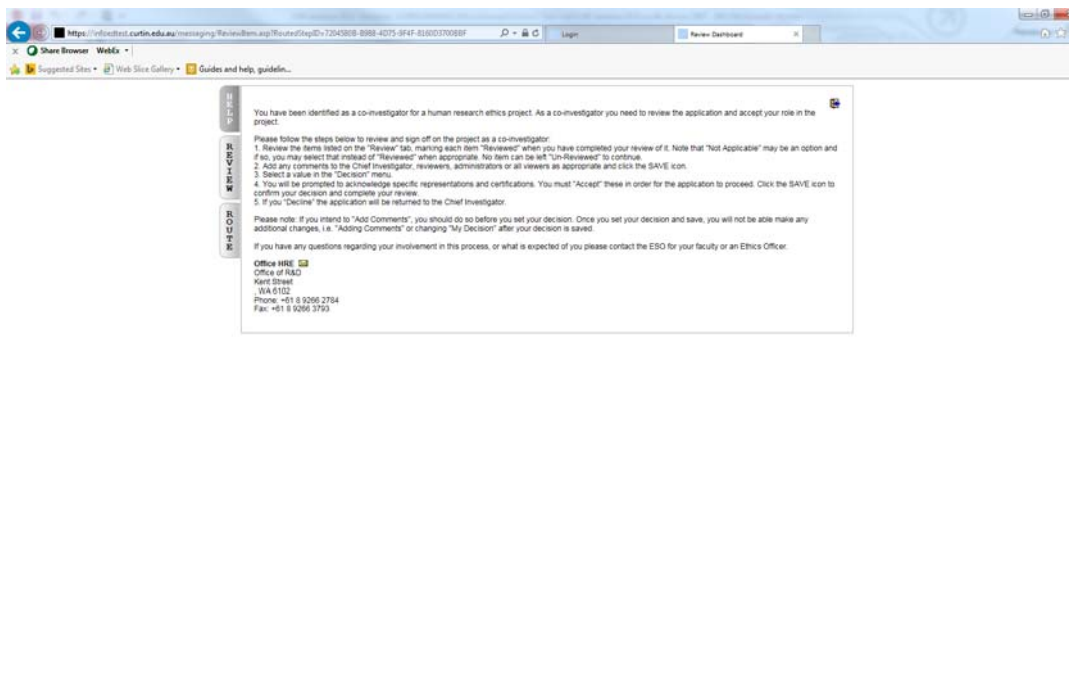 https://infoedtest.curtin.edu.au/messaging/ReviewItem.asp?RoutedStepID=
Login
Review Dashboard
x Share Browser WebEx
Suggested Sites Web Slice Gallery Guides and help, guidelin...
HELP
REVIEW
ROUTE
You have been identified as a co-investigator for a human research ethics project. As a co-investigator you need to review the application and accept your role in the
project.
Please follow the steps below to review and sign off on the project as a co-investigator:
1. Review the items listed on the "Review" tab, marking each item "Reviewed" when you have completed your review of it. Note that "Not Applicable" may be an option and
if so, you may select that instead of "Reviewed" when appropriate. No item can be left "Un-Reviewed" to continue.
2. Add any comments to the Chief Investigator, reviewers, administrators or all viewers as appropriate and click the SAVE icon.
3. Select a value in the "Decision" menu.
4. You will be prompted to acknowledge specific representations and certifications. You must "Accept" these in order for the application to proceed. Click the SAVE icon to
confirm your decision and complete your review.
5. If you "Decline" the application will be returned to the Chief Investigator.
Please note: If you intend to "Add Comments", you should do so before you set your decision. Once you set your decision and save, you will not be able make any
additional changes, i.e. "Adding Comments" or changing "My Decision" after your decision is saved.
If you have any questions regarding your involvement in this process, or what is expected of you please contact the ESO for your faculty or an Ethics Officer.
Office HRE
Office of R&D
Kent Street
, WA 6102
Phone: +61 8 9266 2784
Fax: +61 8 9266 3793